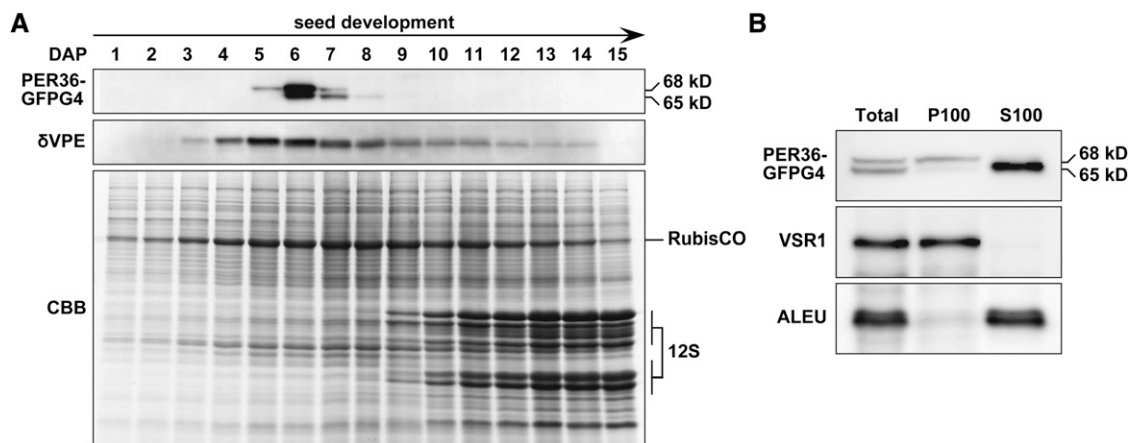 A
seed development
DAP 1 2 3 4 5 6 7 8 9 10 11 12 13 14 15
PER36-
GFPG4
68 kD
65 kD
δVPE
CBB
RubisCO
12S
B
Total P100 S100
PER36-
GFPG4
68 kD
65 kD
VSR1
ALEU